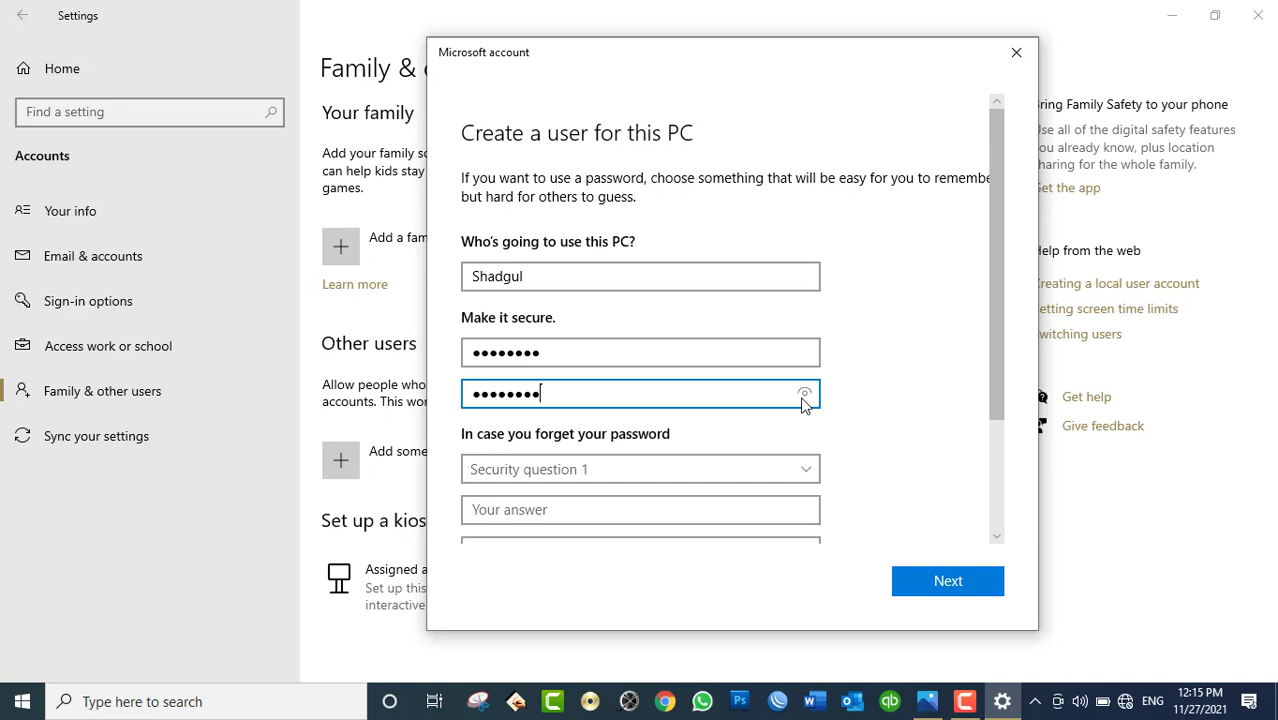 Settings
Home
Find a setting
Accounts
Your info
Email & accounts
Sign-in options
Access work or school
Family & other users
Sync your settings
Family & o
Your family
Add your family so
can help kids stay
games.
Add a fam
Learn more
Other users
Allow people who
accounts. This wor
Add some
Set up a kios
Assigned a
Set up this
interactive
Microsoft account
Create a user for this PC
If you want to use a password, choose something that will be easy for you to remembe
but hard for others to guess.
Who's going to use this PC?
Shadgul
Make it secure.
In case you forget your password
Security question 1
Your answer
Next
Bring Family Safety to your phone
Use all of the digital safety features
you already know, plus location
sharing for the whole family.
Get the app
Help from the web
Creating a local user account
Setting screen time limits
Switching users
Get help
Give feedback
Type here to search
ENG
12:15 PM
11/27/2021